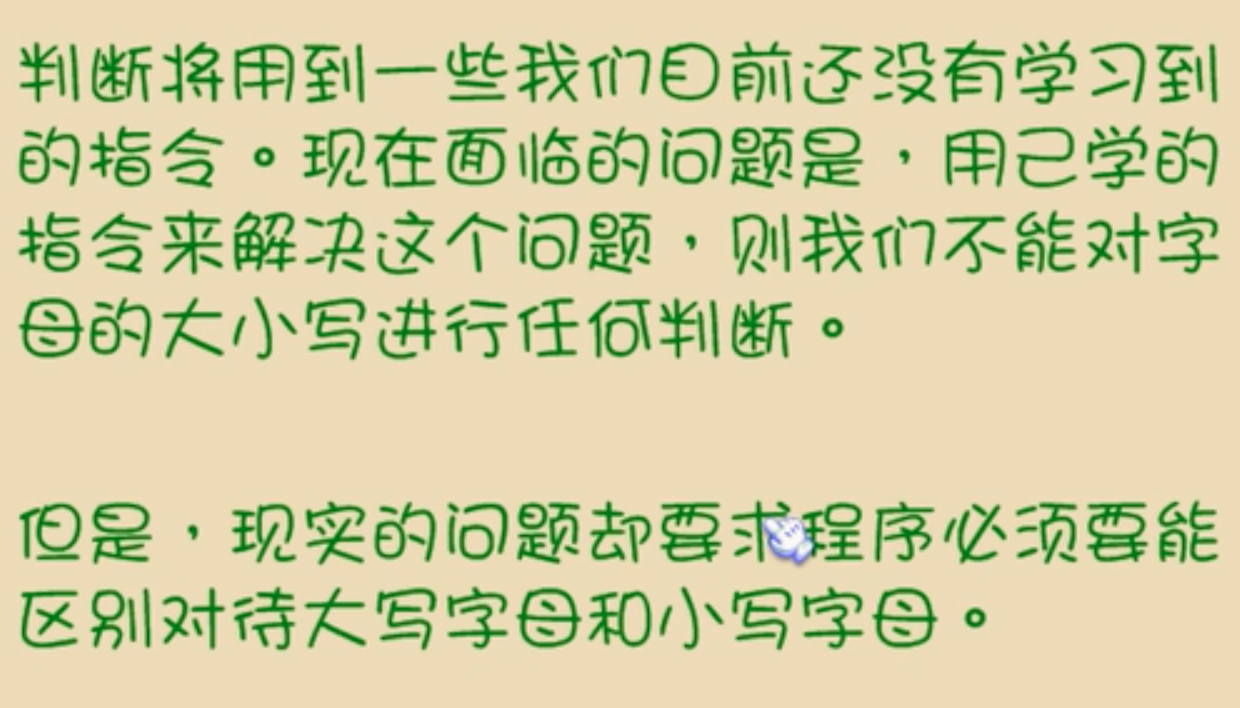 判断将用到一些我们目前还没有学习到
的指令。现在面临的问题是，用已学的
指令来解决这个问题，则我们不能对字
母的大小写进行任何判断。
但是，现实的问题却要求程序必须要能
区别对待大写字母和小写字母。